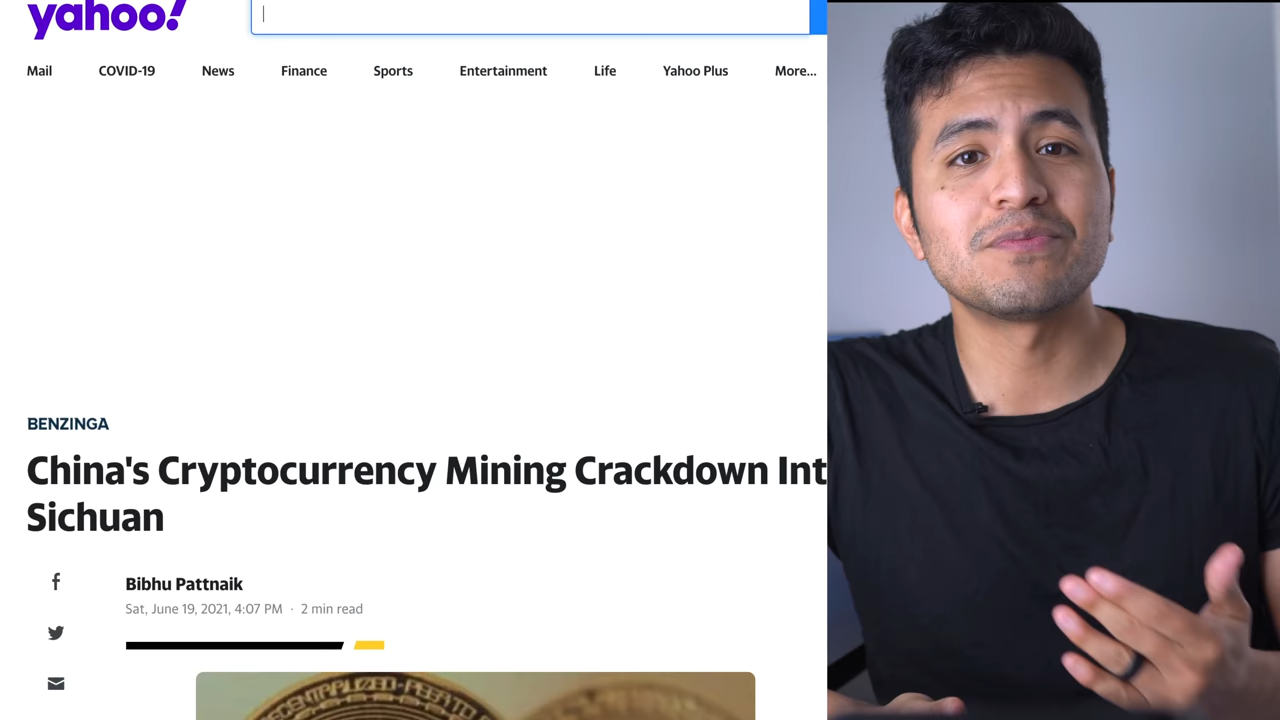 yahoo!
Mail COVID-19 News Finance Sports Entertainment Life Yahoo Plus More...
BENZINGA
China's Cryptocurrency Mining Crackdown Int
Sichuan
Bibhu Pattnaik
Sat, June 19, 2021, 4:07 PM · 2 min read